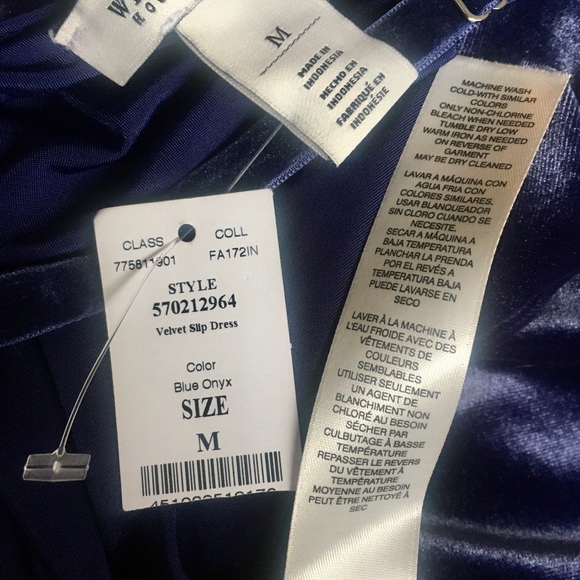 M
MADE IN
INDONESIA
HECHO EN
INDONESIA
FABRIQUÉ EN
INDONÉSIE
CLASS COLL
775811901 FA172IN
STYLE
570212964
Velvet Slip Dress
Color
Blue Onyx
SIZE
M
MACHINE WASH
COLD-WITH SIMILAR
COLORS
ONLY NON-CHLORINE
BLEACH WHEN NEEDED
TUMBLE DRY LOW
WARM IRON AS NEEDED
ON REVERSE OF
GARMENT
MAY BE DRY CLEANED
LAVAR A MÁQUINA CON
AGUA FRIA CON
COLORES SIMILARES.
USAR BLANQUEADOR
SIN CLORO CUANDO SE
NECESITE.
SECAR A MÁQUINA A
BAJA TEMPERATURA
PLANCHAR LA PRENDA
POR EL REVÉS A
TEMPERATURA BAJA
PUEDE LAVARSE EN
SECO
LAVER À LA MACHINE À
L'EAU FROIDE AVEC DES
VÊTEMENTS DE
COULEURS
SEMBLABLES
UTILISER SEULEMENT
UN AGENT DE
BLANCHIMENT NON
CHLORÉ AU BESOIN
SÉCHER PAR
CULBUTAGE À BASSE
TEMPÉRATURE
REPASSER LE REVERS
DU VÊTEMENT À
TEMPÉRATURE
MOYENNE AU BESOIN
PEUT ÊTRE NETTOYÉ À
SEC